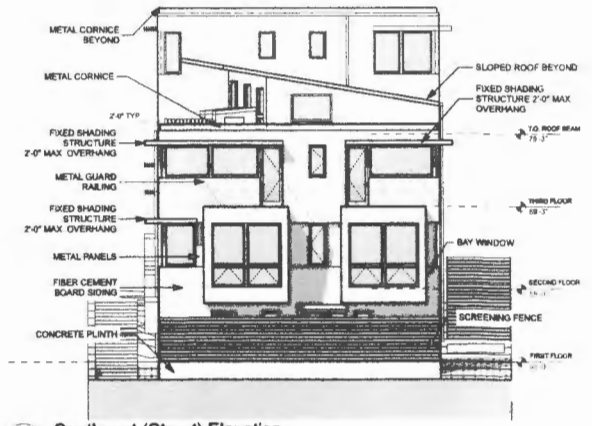 METAL CORNICE
BEYOND
METAL CORNICE
2'-0" TYP
FIXED SHADING
STRUCTURE
2'-0" MAX. OVERHANG
METAL GUARD
RAILING
FIXED SHADING
STRUCTURE
2'-0" MAX. OVERHANG
METAL PANELS
FIBER CEMENT
BOARD SIDING
CONCRETE PLINTH
SLOPED ROOF BEYOND
FIXED SHADING
STRUCTURE 2'-0" MAX
OVERHANG
T.O. ROOF BEAM
THIRD FLOOR
BAY WINDOW
SECOND FLOOR
SCREENING FENCE
FIRST FLOOR
(Street) Elevation